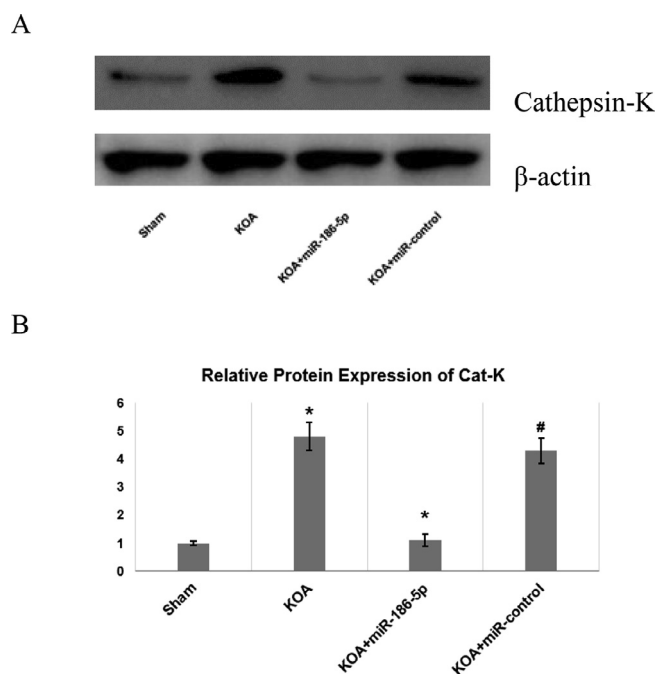 A
Cathepsin-K
β-actin
Sham
KOA
KOA+miR-186-5p
KOA+miR-control
B
Relative Protein Expression of Cat-K
6
5
4
3
2
1
0
*
*
#
Sham
KOA
KOA+miR-186-5p
KOA+miR-control